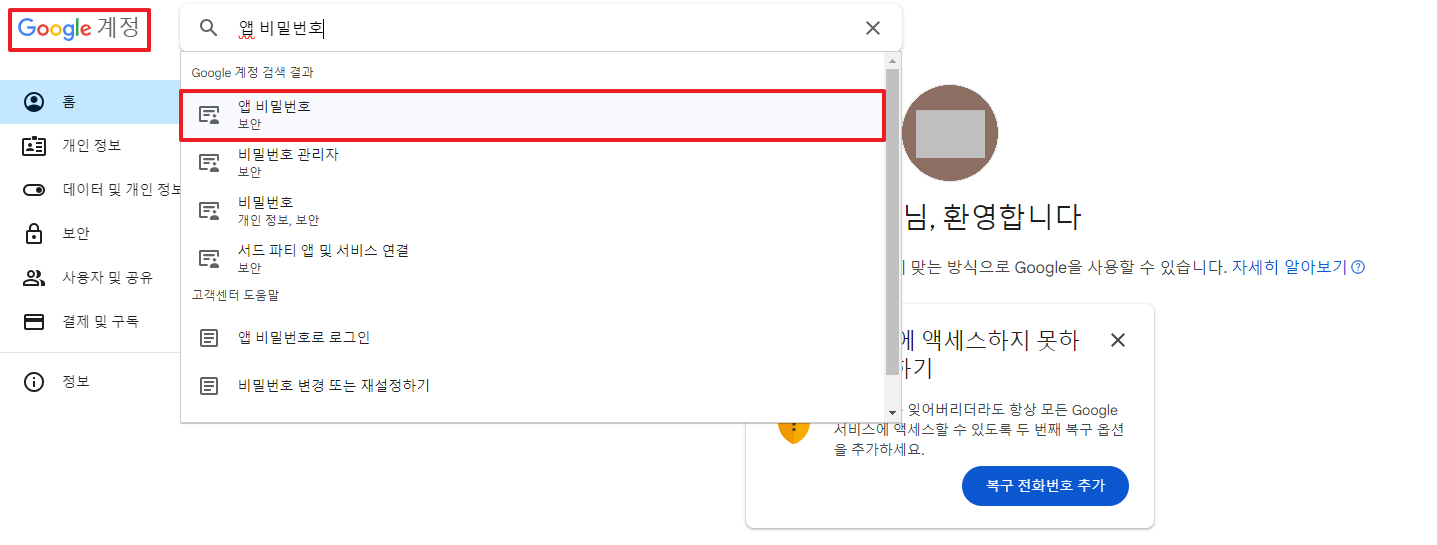 Google 계정
앱 비밀번호
Google 계정 검색 결과
앱 비밀번호
보안
비밀번호 관리자
보안
비밀번호
개인 정보, 보안
서드 파티 앱 및 서비스 연결
보안
고객센터 도움말
앱 비밀번호로 로그인
비밀번호 변경 또는 재설정하기
홈
개인 정보
데이터 및 개인 정보
보안
사용자 및 공유
결제 및 구독
정보
님, 환영합니다
맞는 방식으로 Google을 사용할 수 있습니다. 자세히 알아보기
에 액세스하지 못하
하기
잊어버리더라도 항상 모든 Google
서비스에 액세스할 수 있도록 두 번째 복구 옵션
을 추가하세요.
복구 전화번호 추가